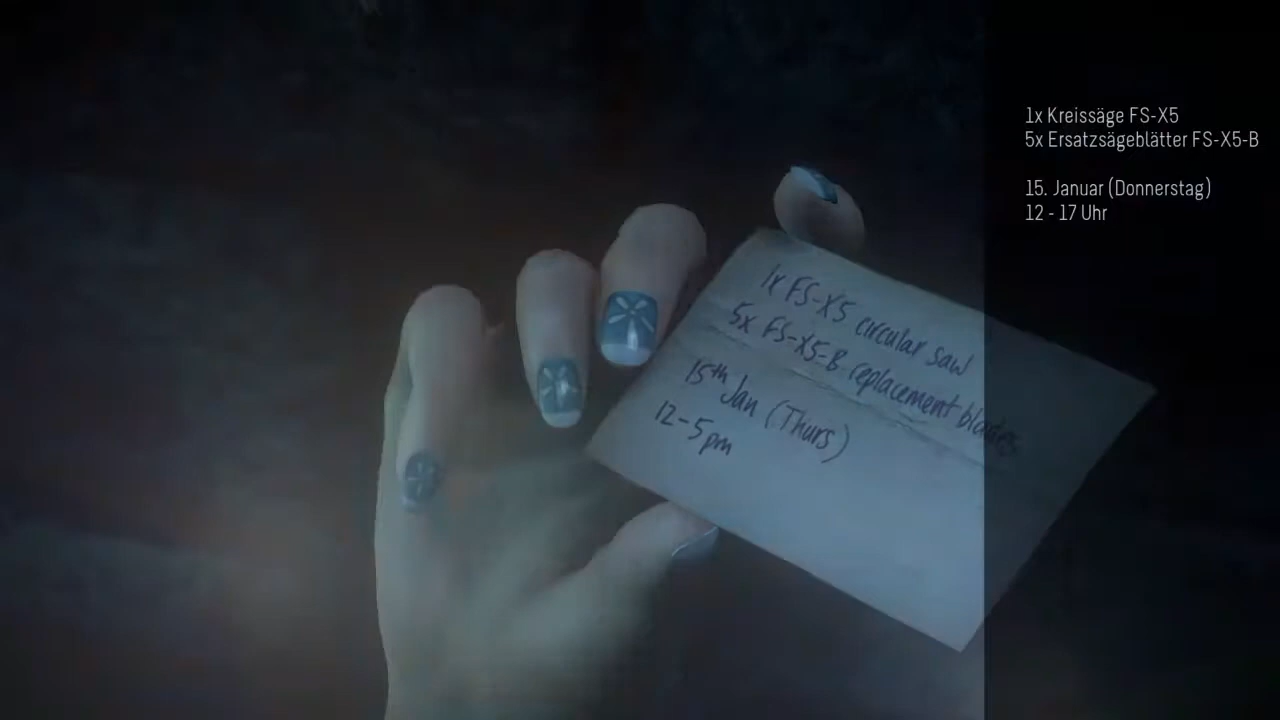 1x Kreissäge FS-X5
5x Ersatzsägeblätter FS-X5-B
15. Januar (Donnerstag)
12 - 17 Uhr
1x FS-X5 circular saw
5x FS-X5-B replacement blades
15th Jan (Thurs)
12-5pm